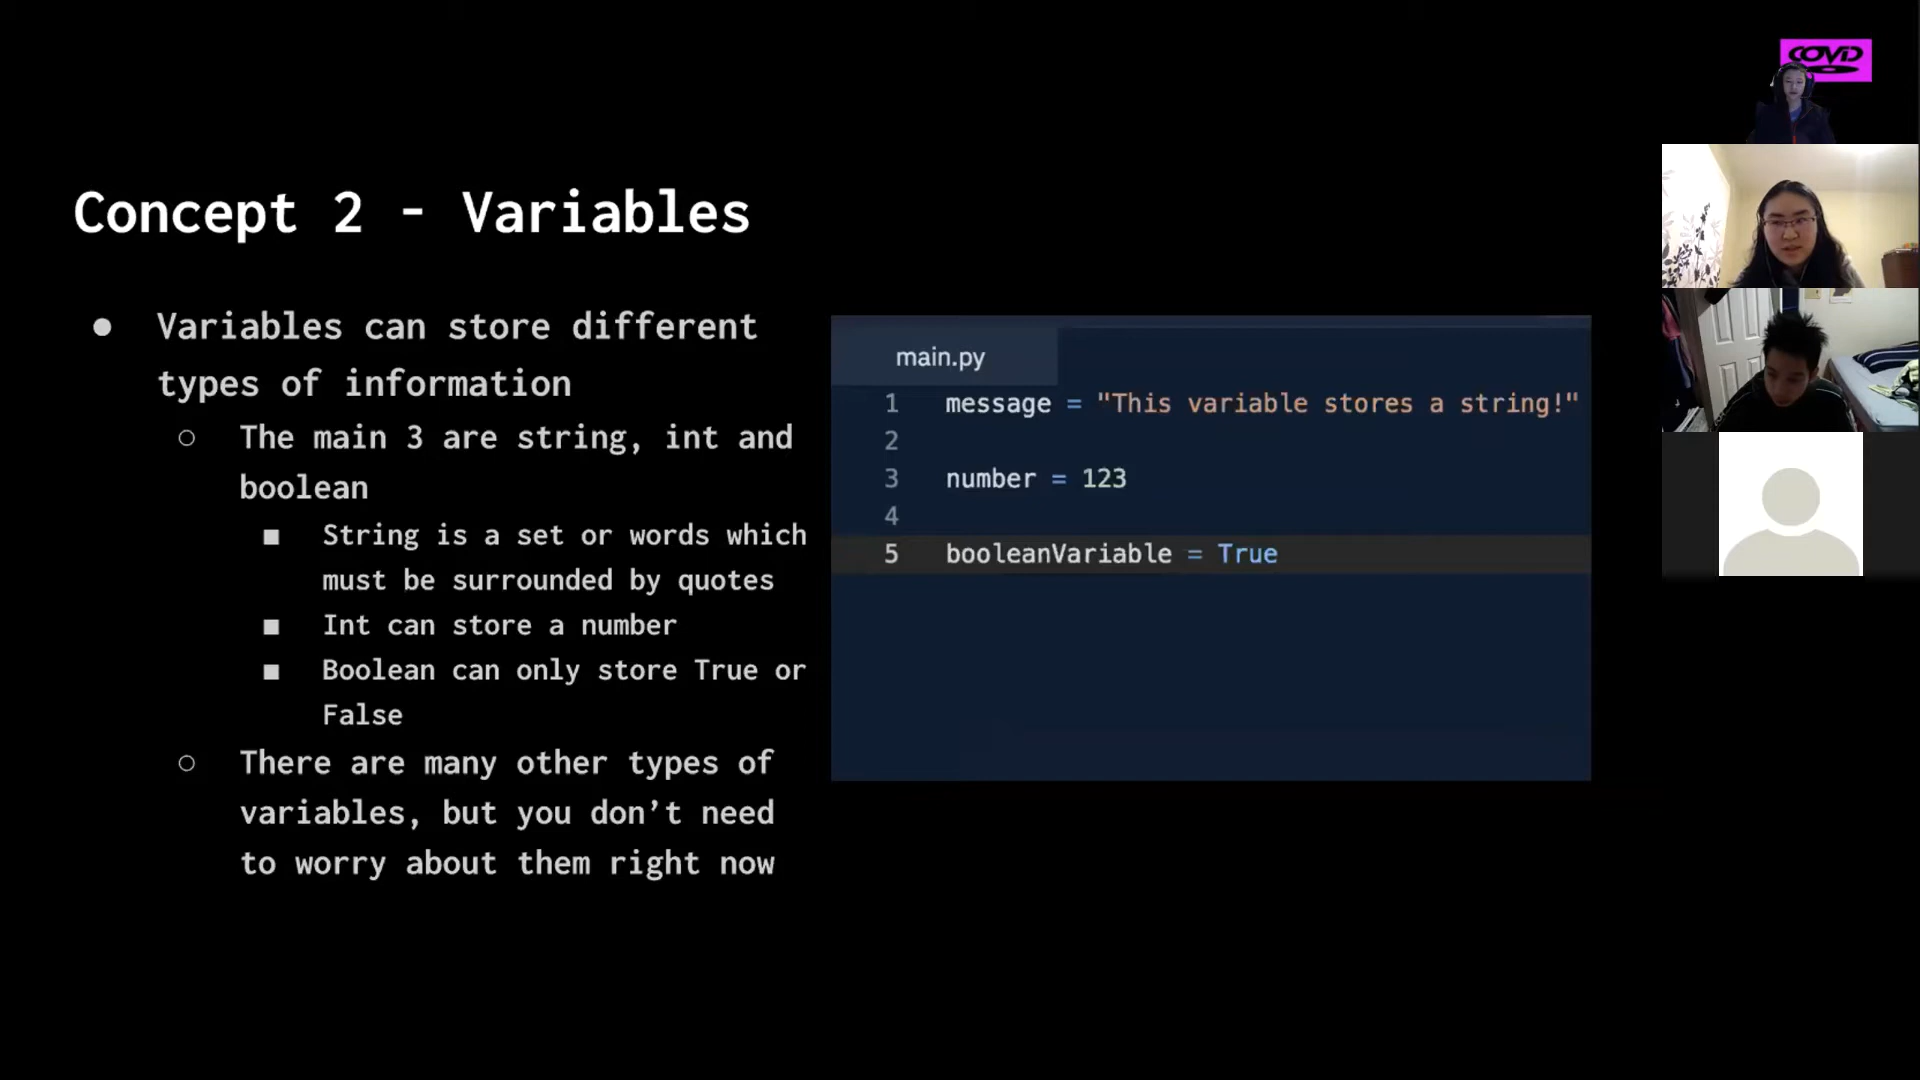 COVID
Concept 2 - Variables
● Variables can store different
types of information
○ The main 3 are string, int and
boolean
■ String is a set or words which
must be surrounded by quotes
■ Int can store a number
■ Boolean can only store True or
False
○ There are many other types of
variables, but you don’t need
to worry about them right now
main.py
1 message = "This variable stores a string!"
2
3 number = 123
4
5 booleanVariable = True